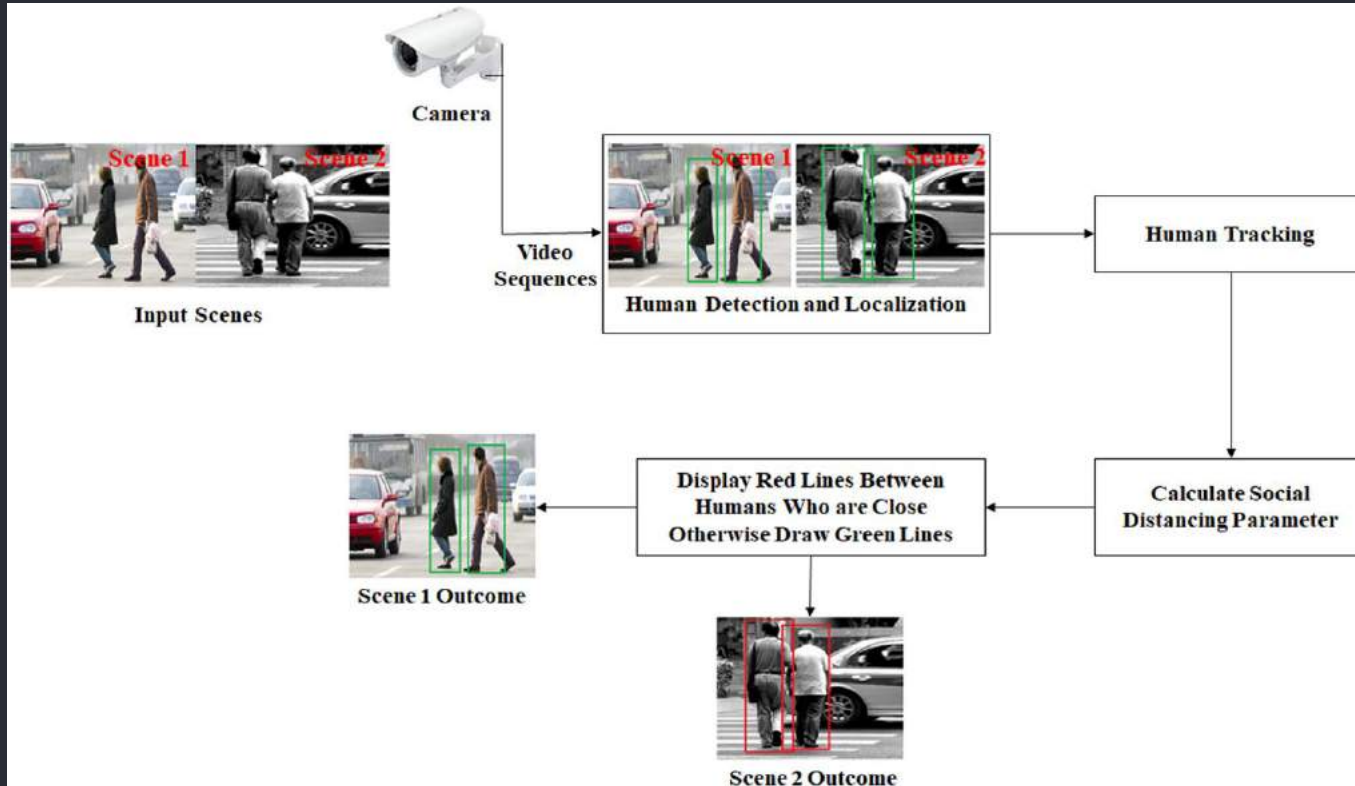 Camera
Scene 1
Scene 2
Input Scenes
Video
Sequences
Scene 1
Scene 2
Human Detection and Localization
Human Tracking
Calculate Social
Distancing Parameter
Display Red Lines Between
Humans Who are Close
Otherwise Draw Green Lines
Scene 1 Outcome
Scene 2 Outcome